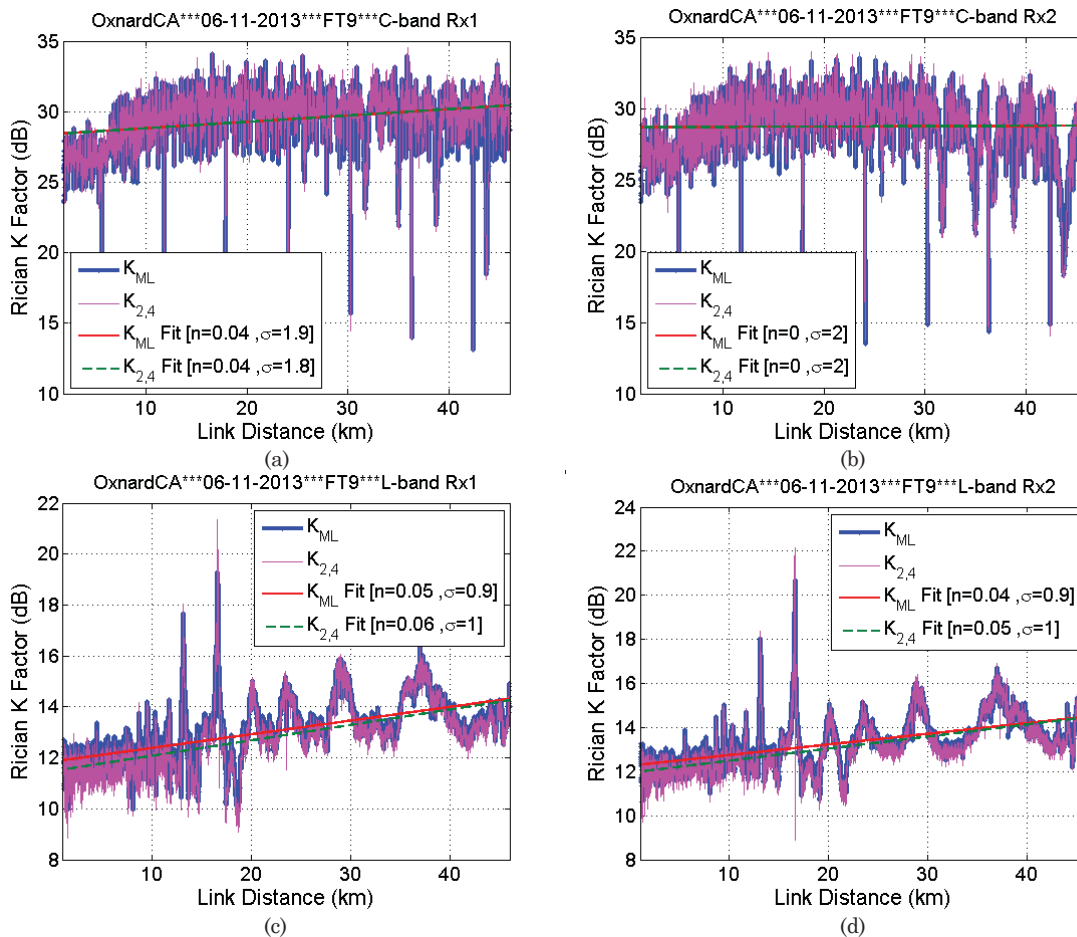 OxnardCA***06-11-2013***FT9***C-band Rx1
Rician K Factor (dB)
35
30
25
20
15
10
K_ML
K_2,4
K_ML Fit [n=0.04 ,σ=1.9]
K_2,4 Fit [n=0.04 ,σ=1.8]
10 20 30 40
Link Distance (km)
(a)
OxnardCA***06-11-2013***FT9***C-band Rx2
Rician K Factor (dB)
35
30
25
20
15
10
K_ML
K_2,4
K_ML Fit [n=0 ,σ=2]
K_2,4 Fit [n=0 ,σ=2]
10 20 30 40
Link Distance (km)
(b)
OxnardCA***06-11-2013***FT9***L-band Rx1
Rician K Factor (dB)
22
20
18
16
14
12
10
8
K_ML
K_2,4
K_ML Fit [n=0.05 ,σ=0.9]
K_2,4 Fit [n=0.06 ,σ=1]
10 20 30 40
Link Distance (km)
(c)
OxnardCA***06-11-2013***FT9***L-band Rx2
Rician K Factor (dB)
24
22
20
18
16
14
12
10
8
K_ML
K_2,4
K_ML Fit [n=0.04 ,σ=0.9]
K_2,4 Fit [n=0.05 ,σ=1]
10 20 30 40
Link Distance (km)
(d)